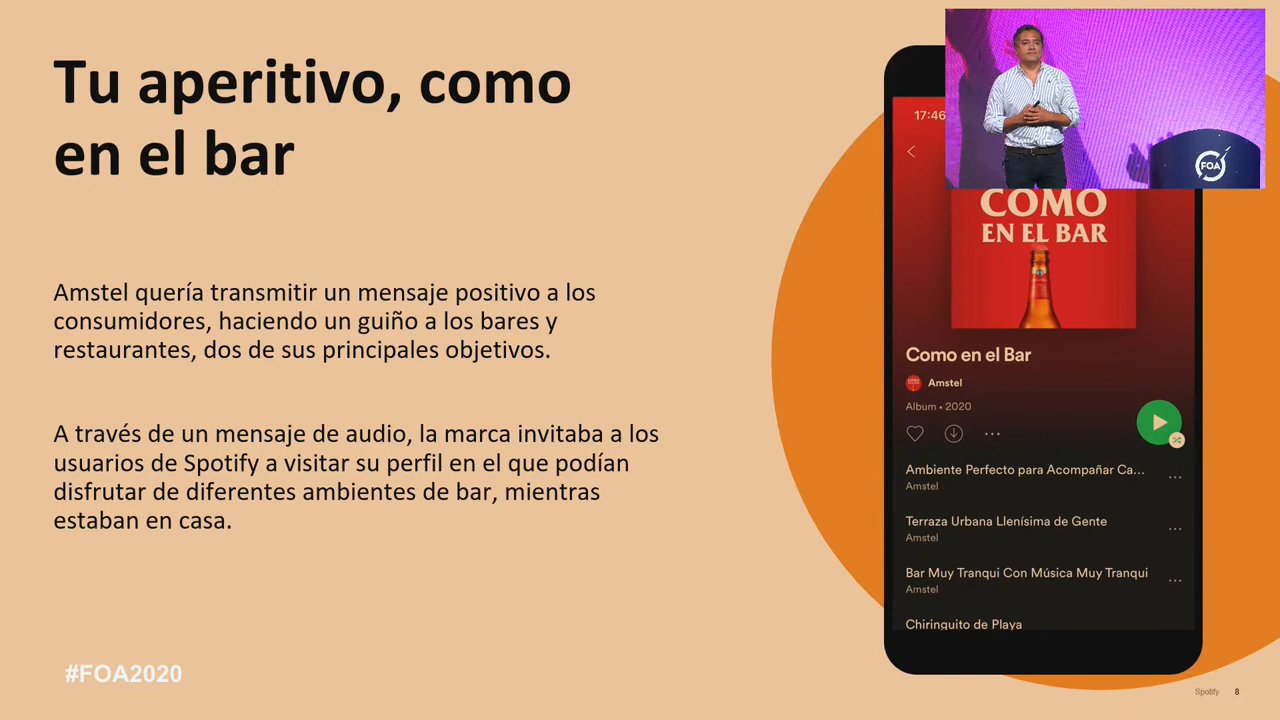 Tu aperitivo, como
en el bar
Amstel quería transmitir un mensaje positivo a los
consumidores, haciendo un guiño a los bares y
restaurantes, dos de sus principales objetivos.
A través de un mensaje de audio, la marca invitaba a los
usuarios de Spotify a visitar su perfil en el que podían
disfrutar de diferentes ambientes de bar, mientras
estaban en casa.
#FOA2020
FOA
17:46
COMO
EN EL BAR
Como en el Bar
Amstel
Album • 2020
Ambiente Perfecto para Acompañar Ca...
Amstel
Terraza Urbana Llenísima de Gente
Amstel
Bar Muy Tranqui Con Música Muy Tranqui
Amstel
Chiringuito de Playa
Spotify 8